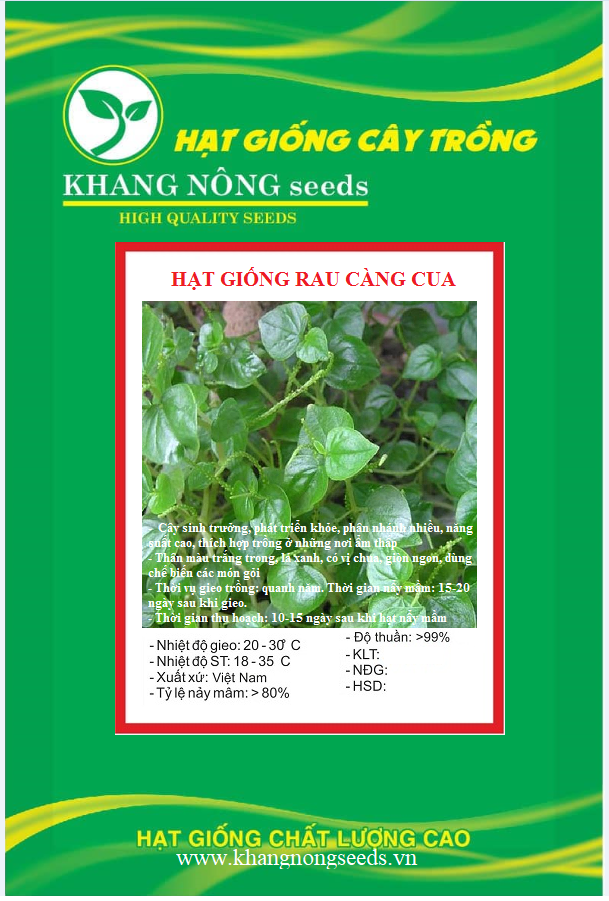 HẠT GIỐNG CÂY TRỒNG
KHANG NÔNG seeds
HIGH QUALITY SEEDS
HẠT GIỐNG RAU CÀNG CUA
Cây sinh trưởng, phát triển khỏe, phân nhánh nhiều, năng
suất cao, thích hợp trồng ở những nơi ẩm thấp
- Thân màu trắng trong, lá xanh, có vị chua, giòn ngon, dùng
chế biến các món gỏi
- Thời vụ gieo trồng: quanh năm. Thời gian nảy mầm: 15-20
ngày sau khi gieo.
- Thời gian thu hoạch: 10-15 ngày sau khi hạt nảy mầm
- Nhiệt độ gieo: 20 - 30° C
- Nhiệt độ ST: 18 - 35 C
- Xuất xứ: Việt Nam
- Tỷ lệ nảy mâm: > 80%
- Độ thuần: >99%
- KLT:
- NĐG:
- HSD:
HẠT GIỐNG CHẤT LƯỢNG CAO
www.khangnongseeds.vn